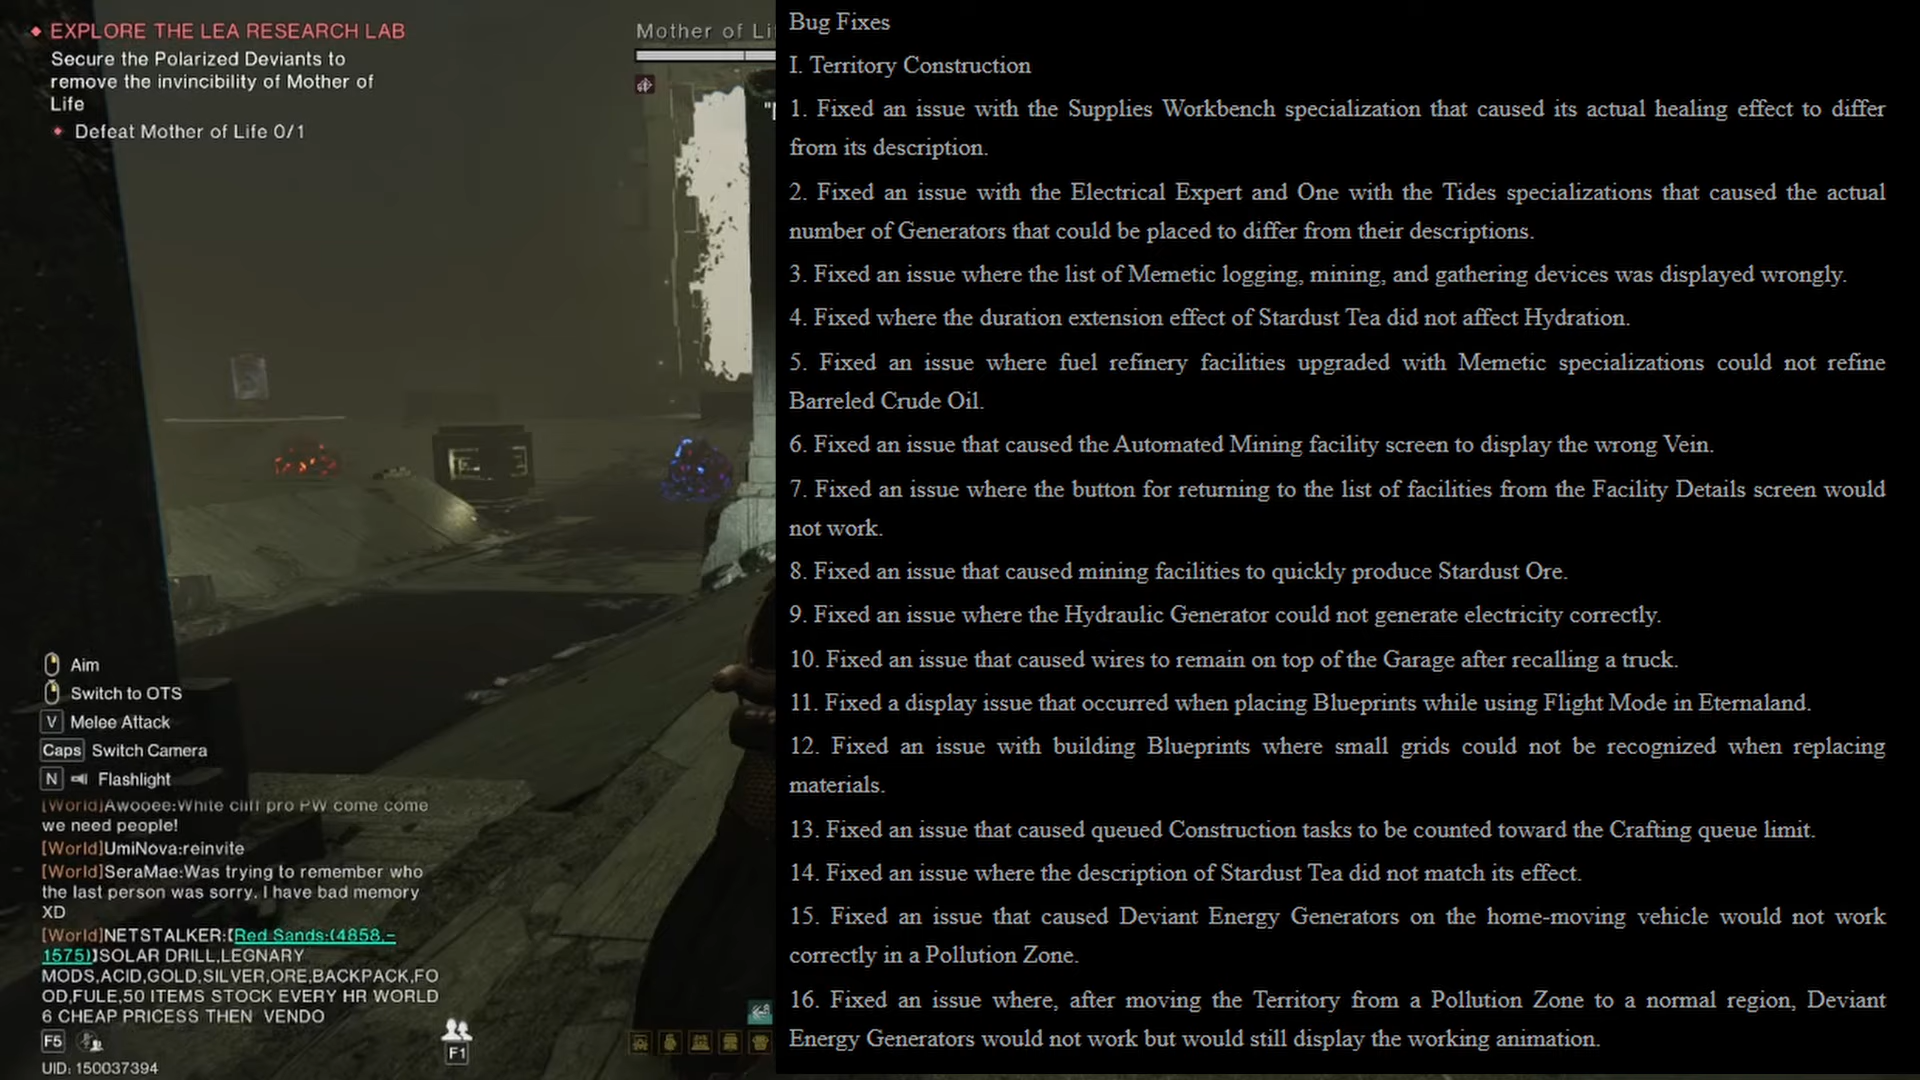 EXPLORE THE LEA RESEARCH LAB
Secure the Polarized Deviants to
remove the invincibility of Mother of
Life
Defeat Mother of Life 0/1
Mother of
Aim
Switch to OTS
V Melee Attack
Caps Switch Camera
N Flashlight
[World]Awooee:White cliff pro PW come come
we need people!
[World]UmiNova:reinvite
[World]SeraMae:Was trying to remember who
the last person was sorry. I have bad memory
XD
[World]NETSTALKER:【Red Sands:(4858,-
1575)】SOLAR DRILL,LEGNARY
MODS,ACID,GOLD,SILVER,ORE,BACKPACK,FO
OD,FULE,50 ITEMS STOCK EVERY HR WORLD
6 CHEAP PRICESS THEN VENDO
F5
F1
UID: 150037394
Bug Fixes
I. Territory Construction
1. Fixed an issue with the Supplies Workbench specialization that caused its actual healing effect to differ
from its description.
2. Fixed an issue with the Electrical Expert and One with the Tides specializations that caused the actual
number of Generators that could be placed to differ from their descriptions.
3. Fixed an issue where the list of Memetic logging, mining, and gathering devices was displayed wrongly.
4. Fixed where the duration extension effect of Stardust Tea did not affect Hydration.
5. Fixed an issue where fuel refinery facilities upgraded with Memetic specializations could not refine
Barreled Crude Oil.
6. Fixed an issue that caused the Automated Mining facility screen to display the wrong Vein.
7. Fixed an issue where the button for returning to the list of facilities from the Facility Details screen would
not work.
8. Fixed an issue that caused mining facilities to quickly produce Stardust Ore.
9. Fixed an issue where the Hydraulic Generator could not generate electricity correctly.
10. Fixed an issue that caused wires to remain on top of the Garage after recalling a truck.
11. Fixed a display issue that occurred when placing Blueprints while using Flight Mode in Eternaland.
12. Fixed an issue with building Blueprints where small grids could not be recognized when replacing
materials.
13. Fixed an issue that caused queued Construction tasks to be counted toward the Crafting queue limit.
14. Fixed an issue where the description of Stardust Tea did not match its effect.
15. Fixed an issue that caused Deviant Energy Generators on the home-moving vehicle would not work
correctly in a Pollution Zone.
16. Fixed an issue where, after moving the Territory from a Pollution Zone to a normal region, Deviant
Energy Generators would not work but would still display the working animation.